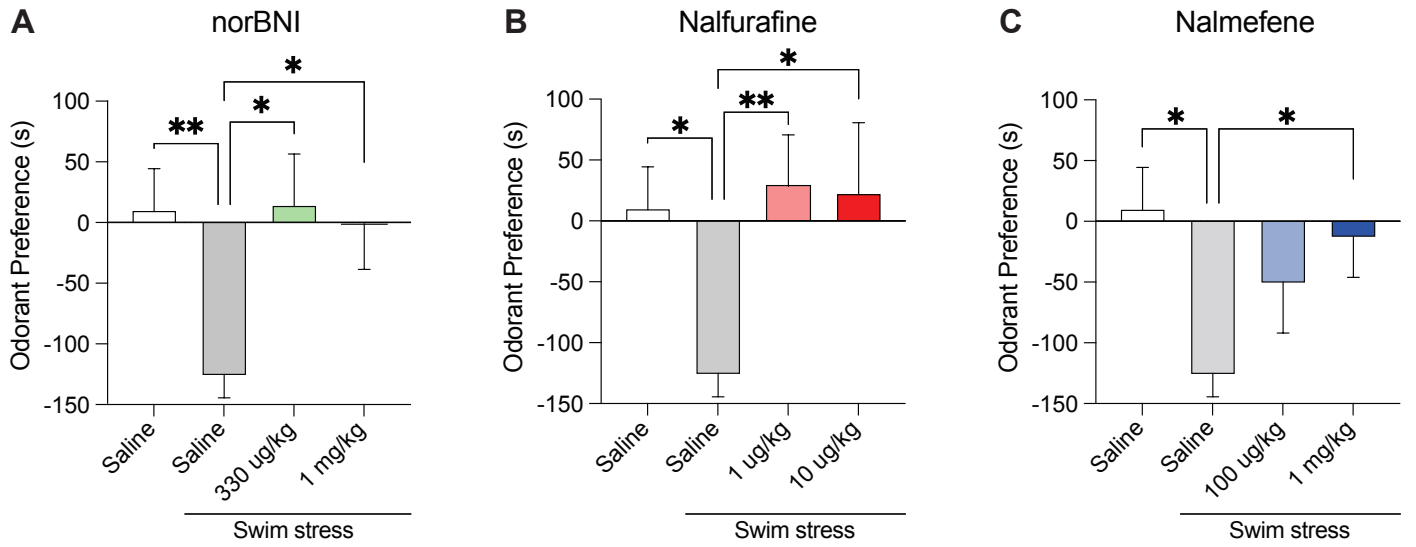 A
norBNI
*
*
**
Odorant Preference (s)
100
50
0
-50
-100
-150
Saline
Saline
330 ug/kg
1 mg/kg
Swim stress
B
Nalfurafine
*
**
*
Odorant Preference (s)
100
50
0
-50
-100
-150
Saline
Saline
1 ug/kg
10 ug/kg
Swim stress
C
Nalmefene
*
*
Odorant Preference (s)
100
50
0
-50
-100
-150
Saline
Saline
100 ug/kg
1 mg/kg
Swim stress